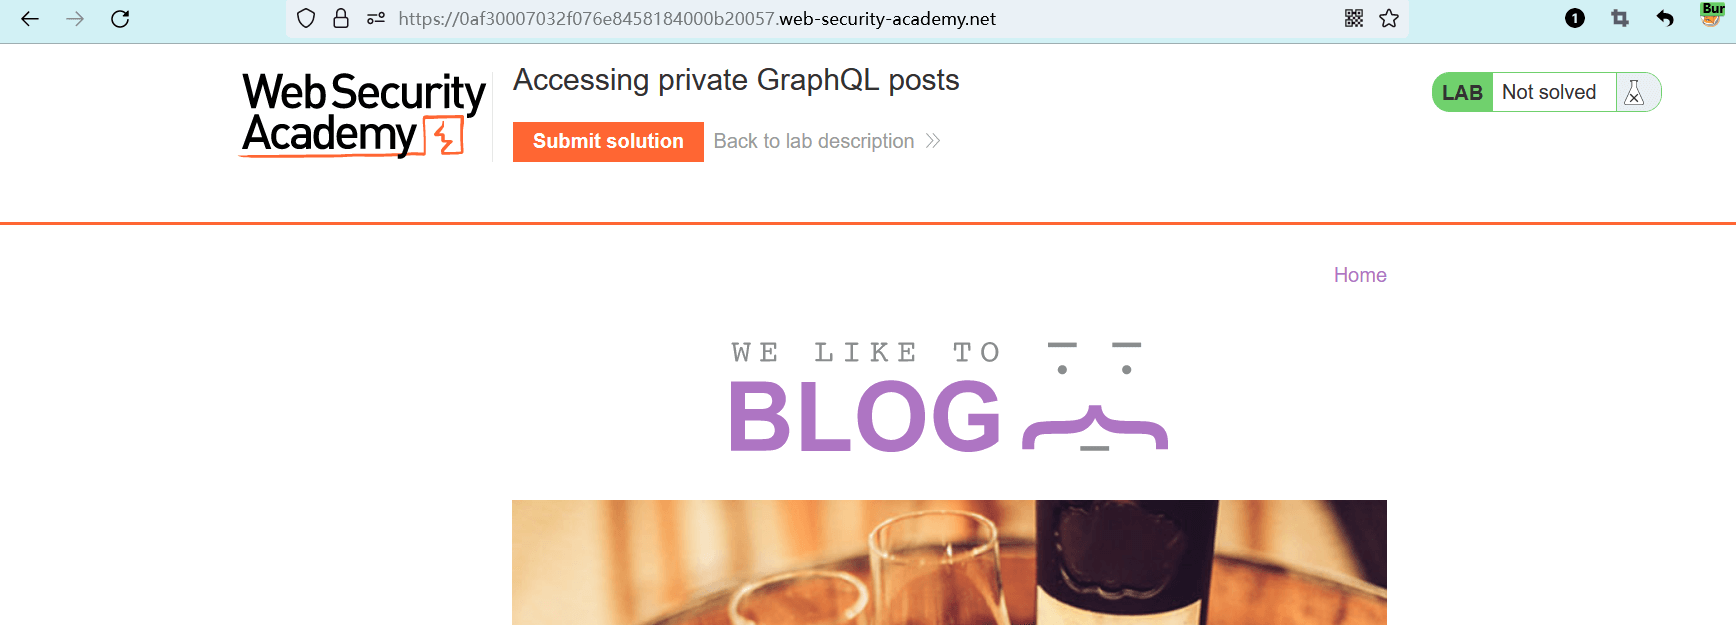 https://0af30007032f076e8458184000b20057.web-security-academy.net
1
Bur
Web Security
Academy
Accessing private GraphQL posts
Submit solution
Back to lab description
LAB
Not solved
Home
WE LIKE TO
BLOG